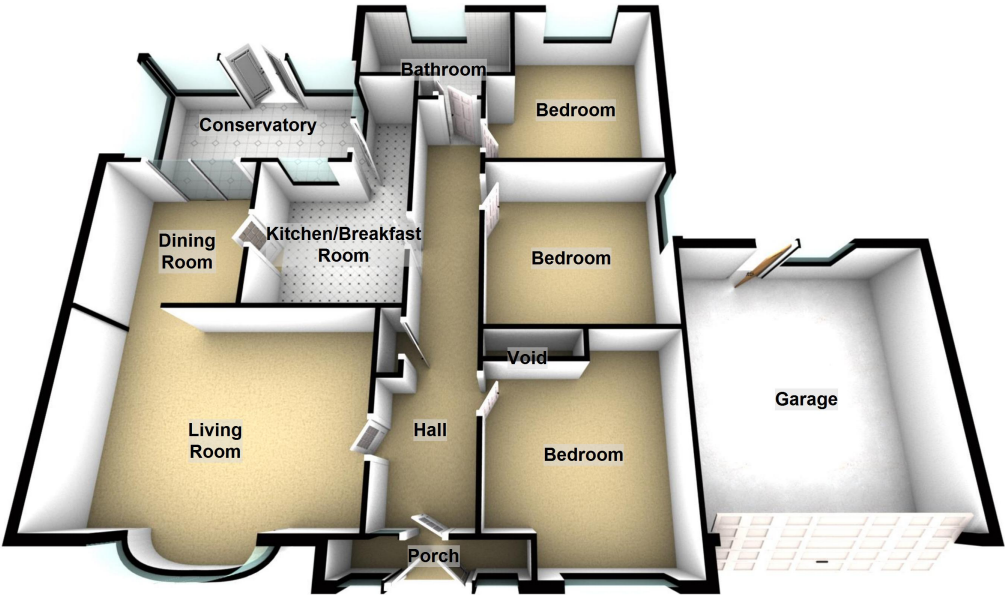 Bathroom
Bedroom
Conservatory
Dining
Room
Kitchen/Breakfast
Room
Bedroom
Void
Garage
Living
Room
Hall
Bedroom
Porch